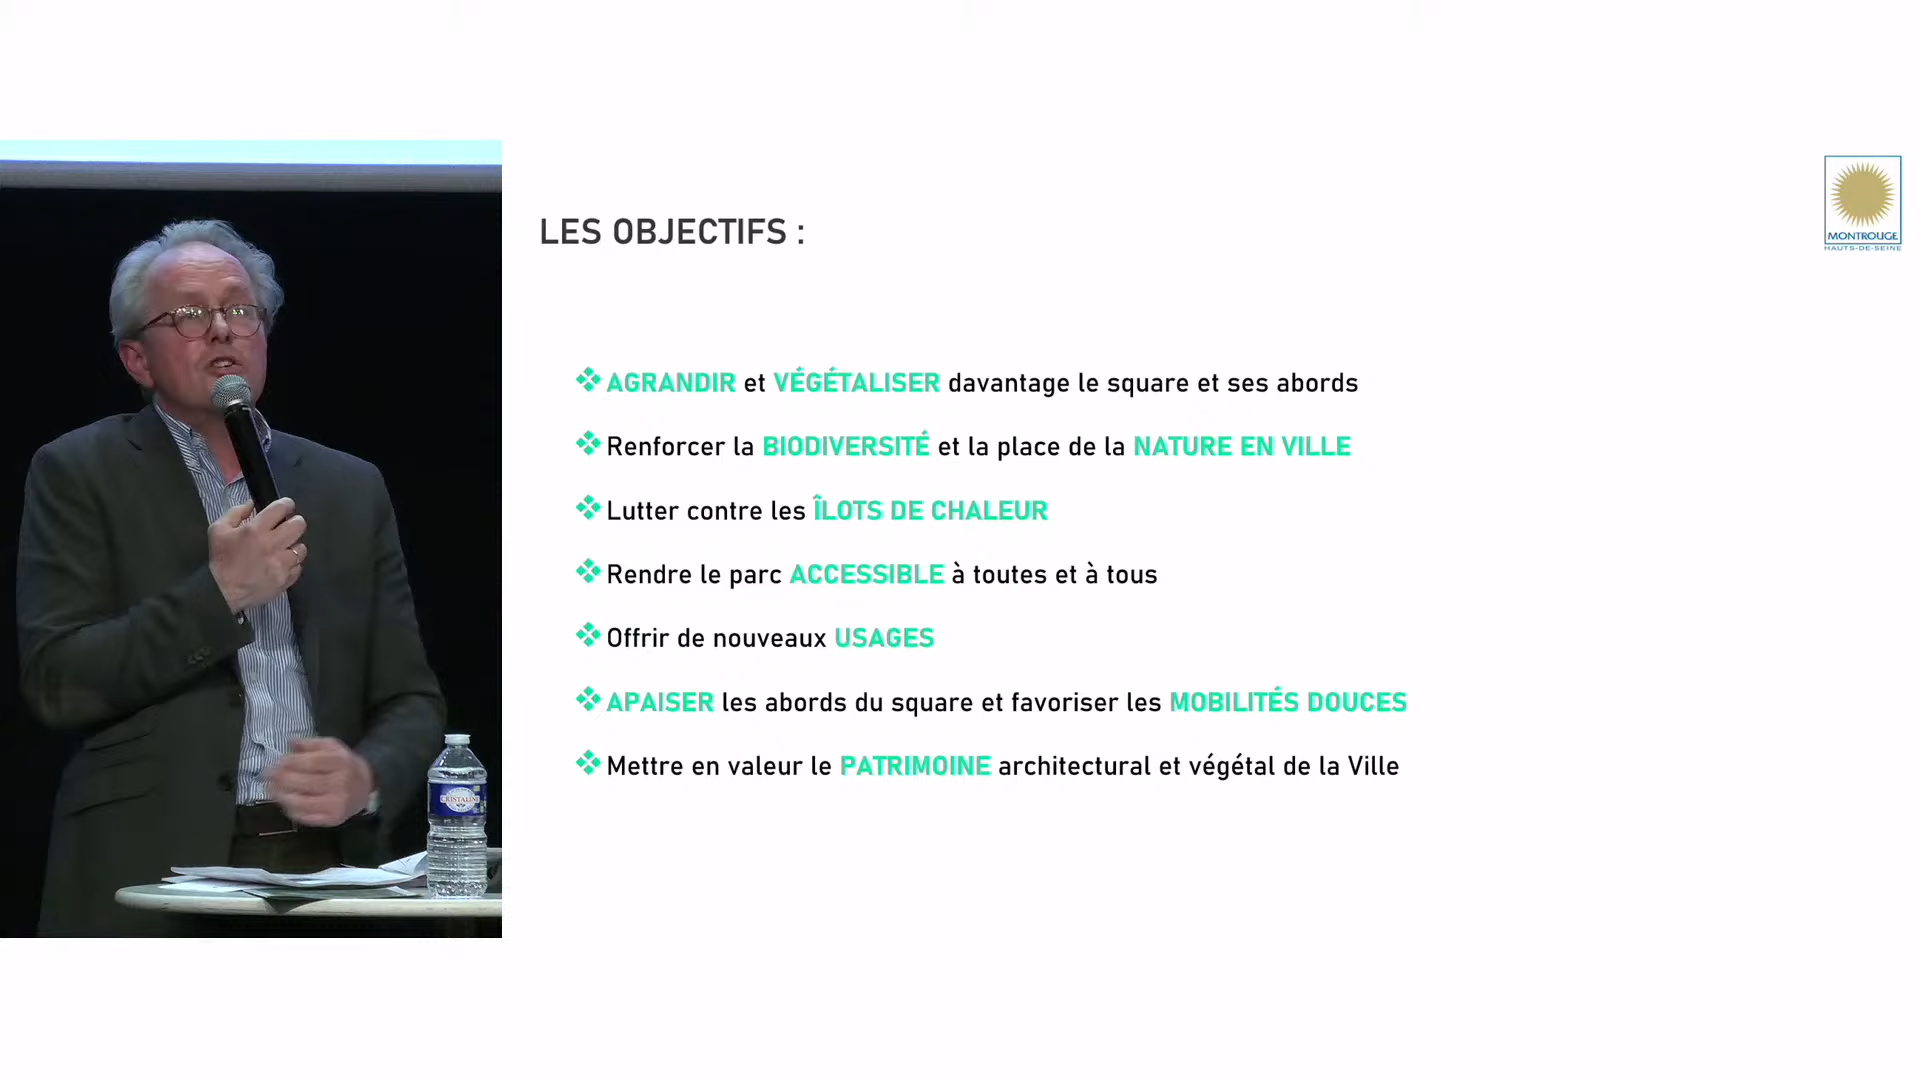 LES OBJECTIFS :
MONTROUGE
HAUTS-DE-SEINE
AGRANDIR et VÉGÉTALISER davantage le square et ses abords
Renforcer la BIODIVERSITÉ et la place de la NATURE EN VILLE
Lutter contre les ÎLOTS DE CHALEUR
Rendre le parc ACCESSIBLE à toutes et à tous
Offrir de nouveaux USAGES
APAISER les abords du square et favoriser les MOBILITÉS DOUCES
Mettre en valeur le PATRIMOINE architectural et végétal de la Ville
CRISTALINE